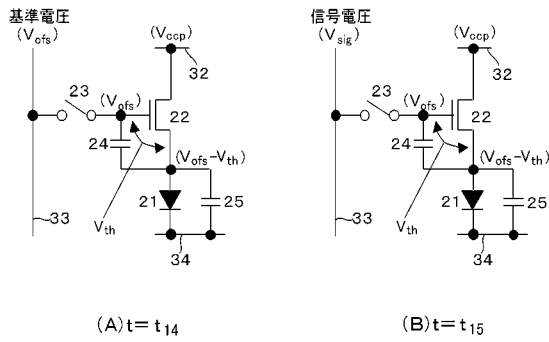 基準電圧
(Vofs)
(Vccp)
32
23
(Vofs)
22
24
(Vofs−Vth)
21
25
Vth
33
34
(A)t=t14
信号電圧
(Vsig)
(Vccp)
32
23
(Vofs)
22
24
(Vofs−Vth)
21
25
Vth
33
34
(B)t=t15